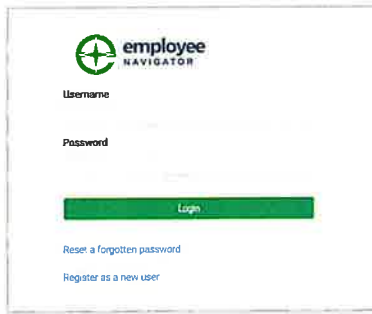 employee
NAVIGATOR
Username
Password
Login
Reset a forgotten password
Register as a new user